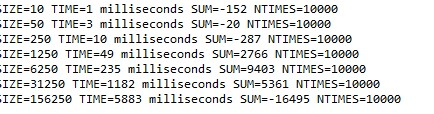 SIZE=10 TIME=1 milliseconds SUM=-152 NTIMES=10000
SIZE=50 TIME=3 milliseconds SUM=-20 NTIMES=10000
SIZE=250 TIME=10 milliseconds SUM=-287 NTIMES=10000
SIZE=1250 TIME=49 milliseconds SUM=2766 NTIMES=10000
SIZE=6250 TIME=235 milliseconds SUM=9403 NTIMES=10000
SIZE=31250 TIME=1182 milliseconds SUM=5361 NTIMES=10000
SIZE=156250 TIME=5883 milliseconds SUM=-16495 NTIMES=10000